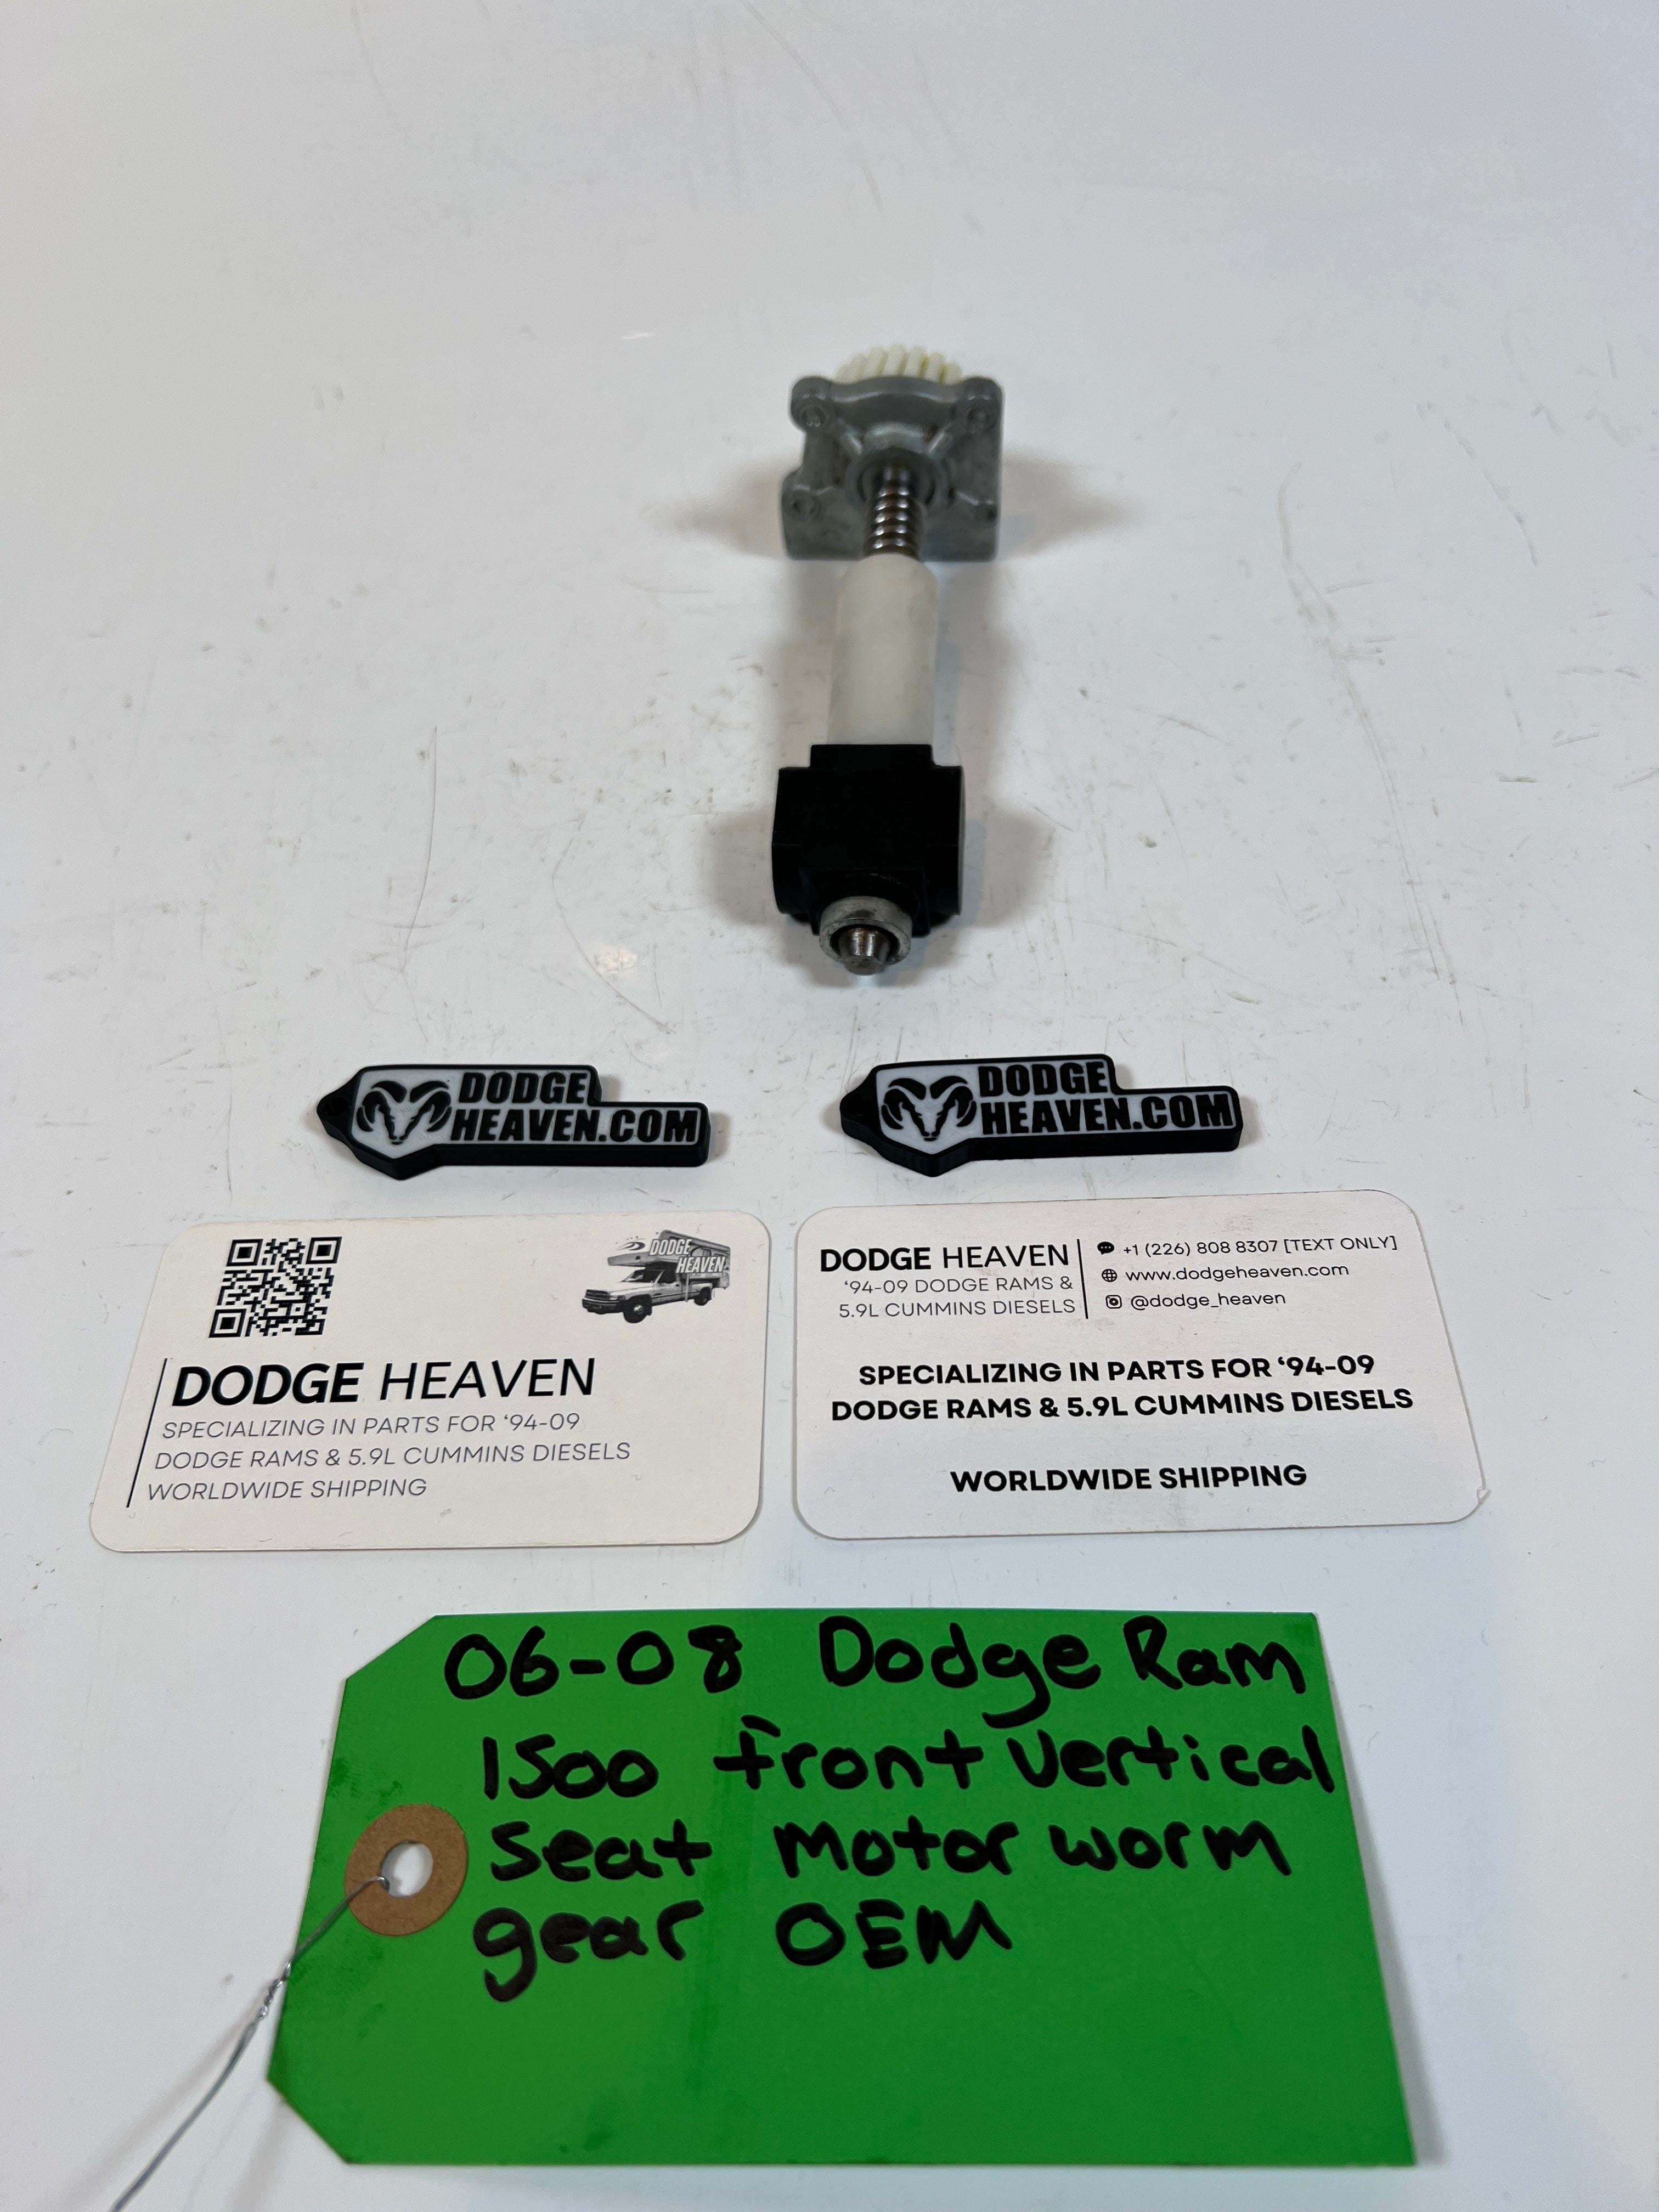 DODGE
HEAVEN.COM
DODGE
HEAVEN.COM
DODGE
HEAVEN
DODGE HEAVEN
SPECIALIZING IN PARTS FOR ‘94-09
DODGE RAMS & 5.9L CUMMINS DIESELS
WORLDWIDE SHIPPING
DODGE HEAVEN
‘94-09 DODGE RAMS &
5.9L CUMMINS DIESELS
+1 (226) 808 8307 [TEXT ONLY]
www.dodgeheaven.com
@dodge_heaven
SPECIALIZING IN PARTS FOR ‘94-09
DODGE RAMS & 5.9L CUMMINS DIESELS
WORLDWIDE SHIPPING
06-08 Dodge Ram
1500 front vertical
seat motor worm
gear OEM